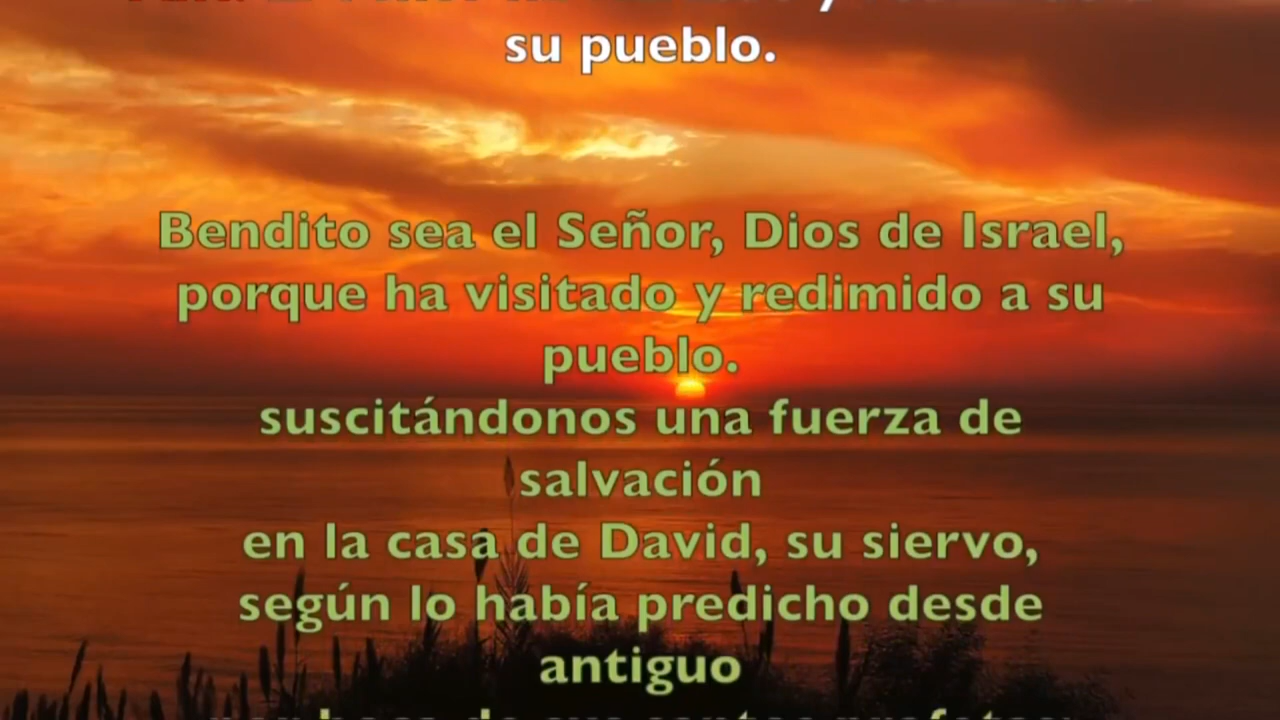 su pueblo.
Bendito sea el Señor, Dios de Israel,
porque ha visitado y redimido a su
pueblo.
suscitándonos una fuerza de
salvación
en la casa de David, su siervo,
según lo había predicho desde
antiguo